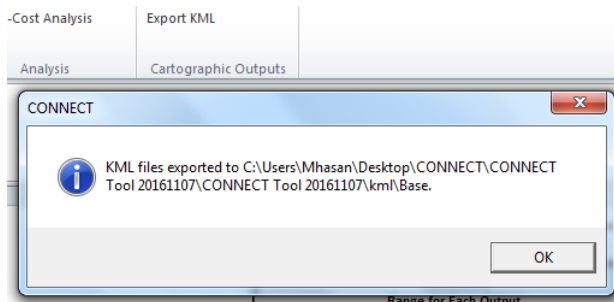 -Cost Analysis Export KML
Analysis Cartographic Outputs
CONNECT
KML files exported to C:\Users\Mhasan\Desktop\CONNECT\CONNECT
Tool 20161107\CONNECT Tool 20161107\kml\Base.
OK
Range for Each Output